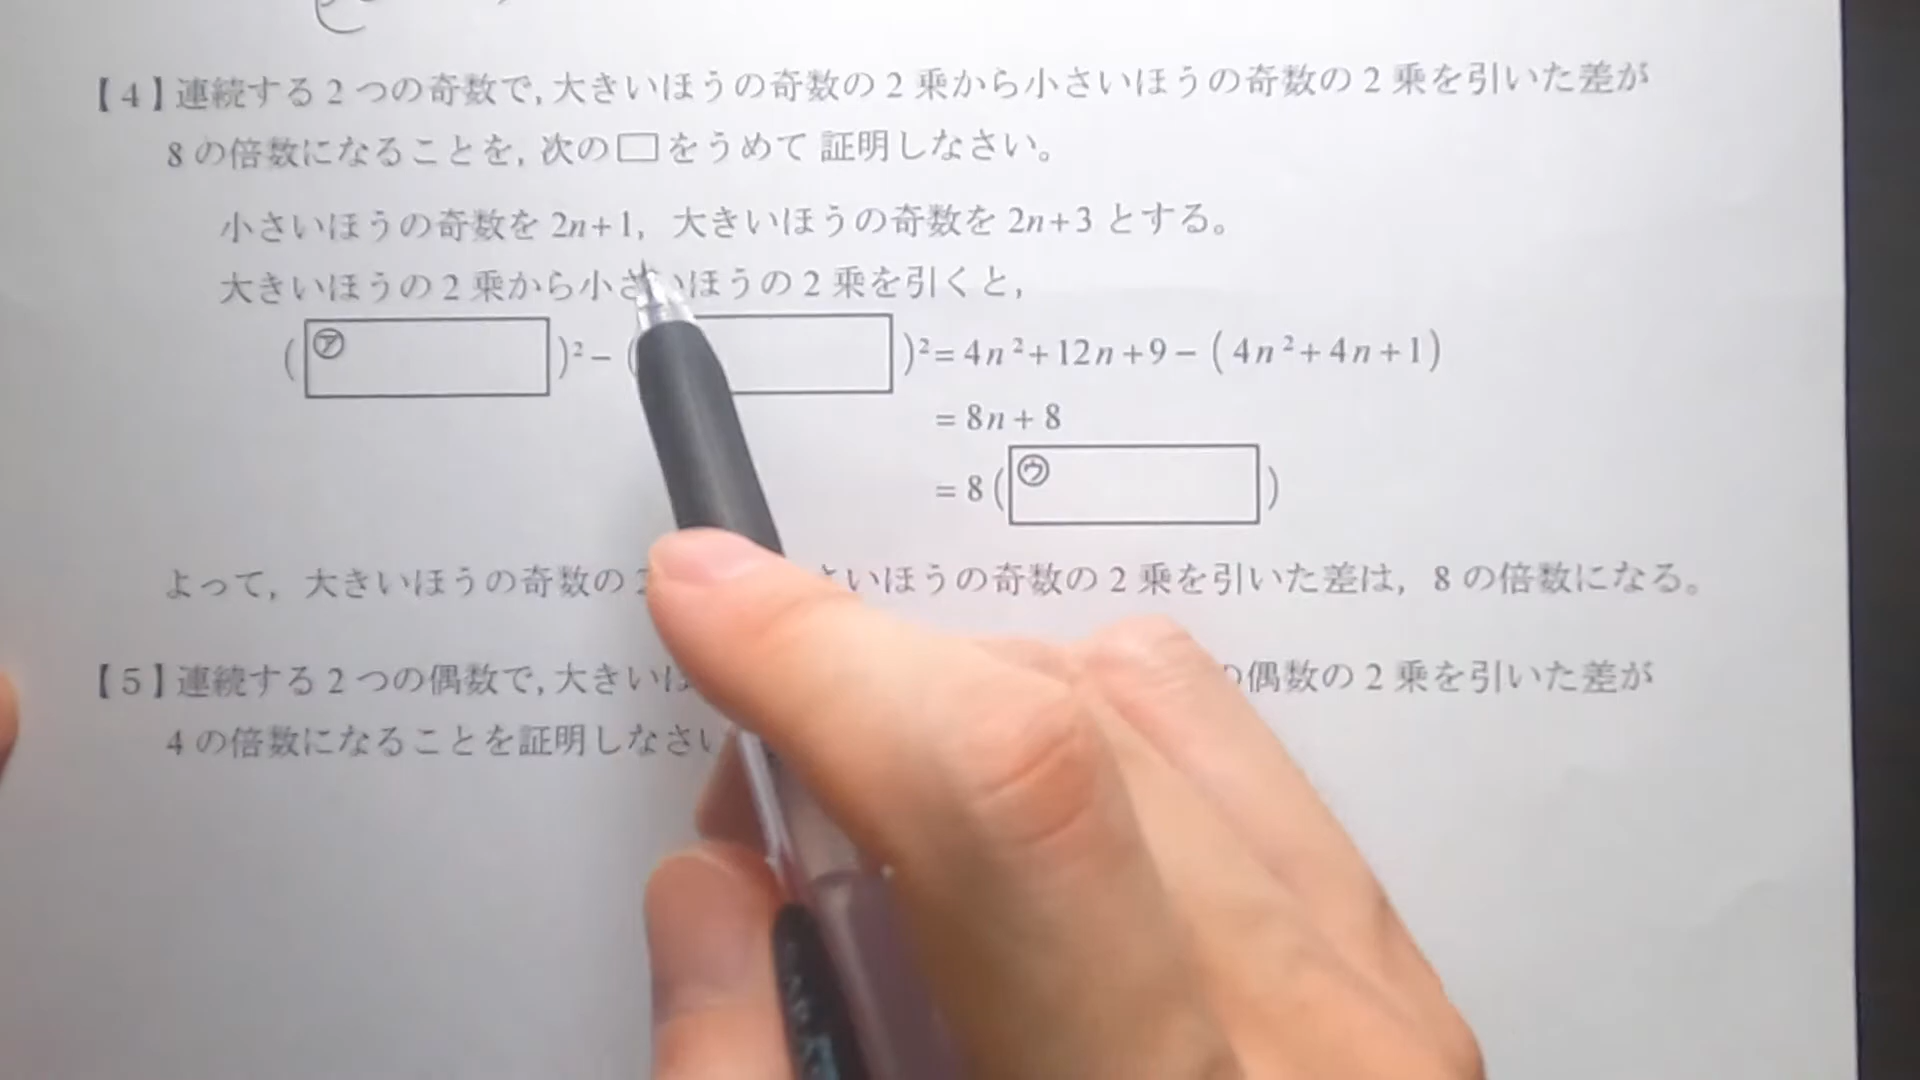 【4】連続する2つの奇数で,大きいほうの奇数の2乗から小さいほうの奇数の2乗を引いた差が
8の倍数になることを,次の□をうめて 証明しなさい。
小さいほうの奇数を 2n+1, 大きいほうの奇数を 2n+3 とする。
大きいほうの2乗から小さいほうの2乗を引くと,
(㋐ )²−( )²=4n²+12n+9−(4n²+4n+1)
=8n+8
=8(㋒ )
よって, 大きいほうの奇数の いほうの奇数の2乗を引いた差は, 8の倍数になる。
【5】連続する2つの偶数で,大きいほ 偶数の2乗を引いた差が
4の倍数になることを証明しなさい